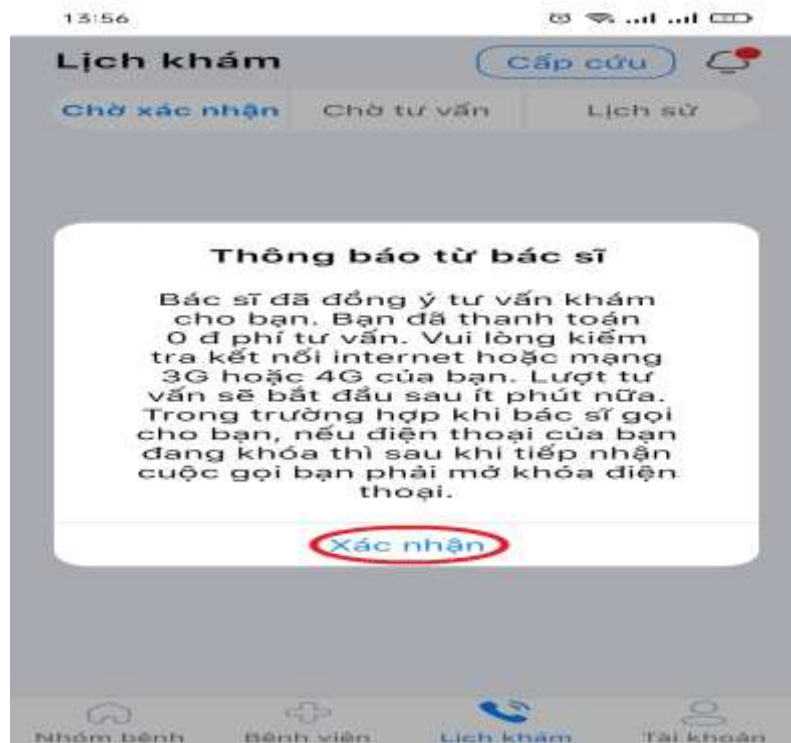 13:56
Lịch khám
Cấp cứu
Chờ xác nhận Chờ tư vấn Lịch sử
Thông báo từ bác sĩ
Bác sĩ đã đồng ý tư vấn khám
cho bạn. Bạn đã thanh toán
0 đ phí tư vấn. Vui lòng kiểm
tra kết nối internet hoặc mạng
3G hoặc 4G của bạn. Lượt tư
vấn sẽ bắt đầu sau ít phút nữa.
Trong trường hợp khi bác sĩ gọi
cho bạn, nếu điện thoại của bạn
đang khóa thì sau khi tiếp nhận
cuộc gọi bạn phải mở khóa điện
thoại.
Xác nhận
Nhóm bệnh Bệnh viện Lịch khám Tài khoản